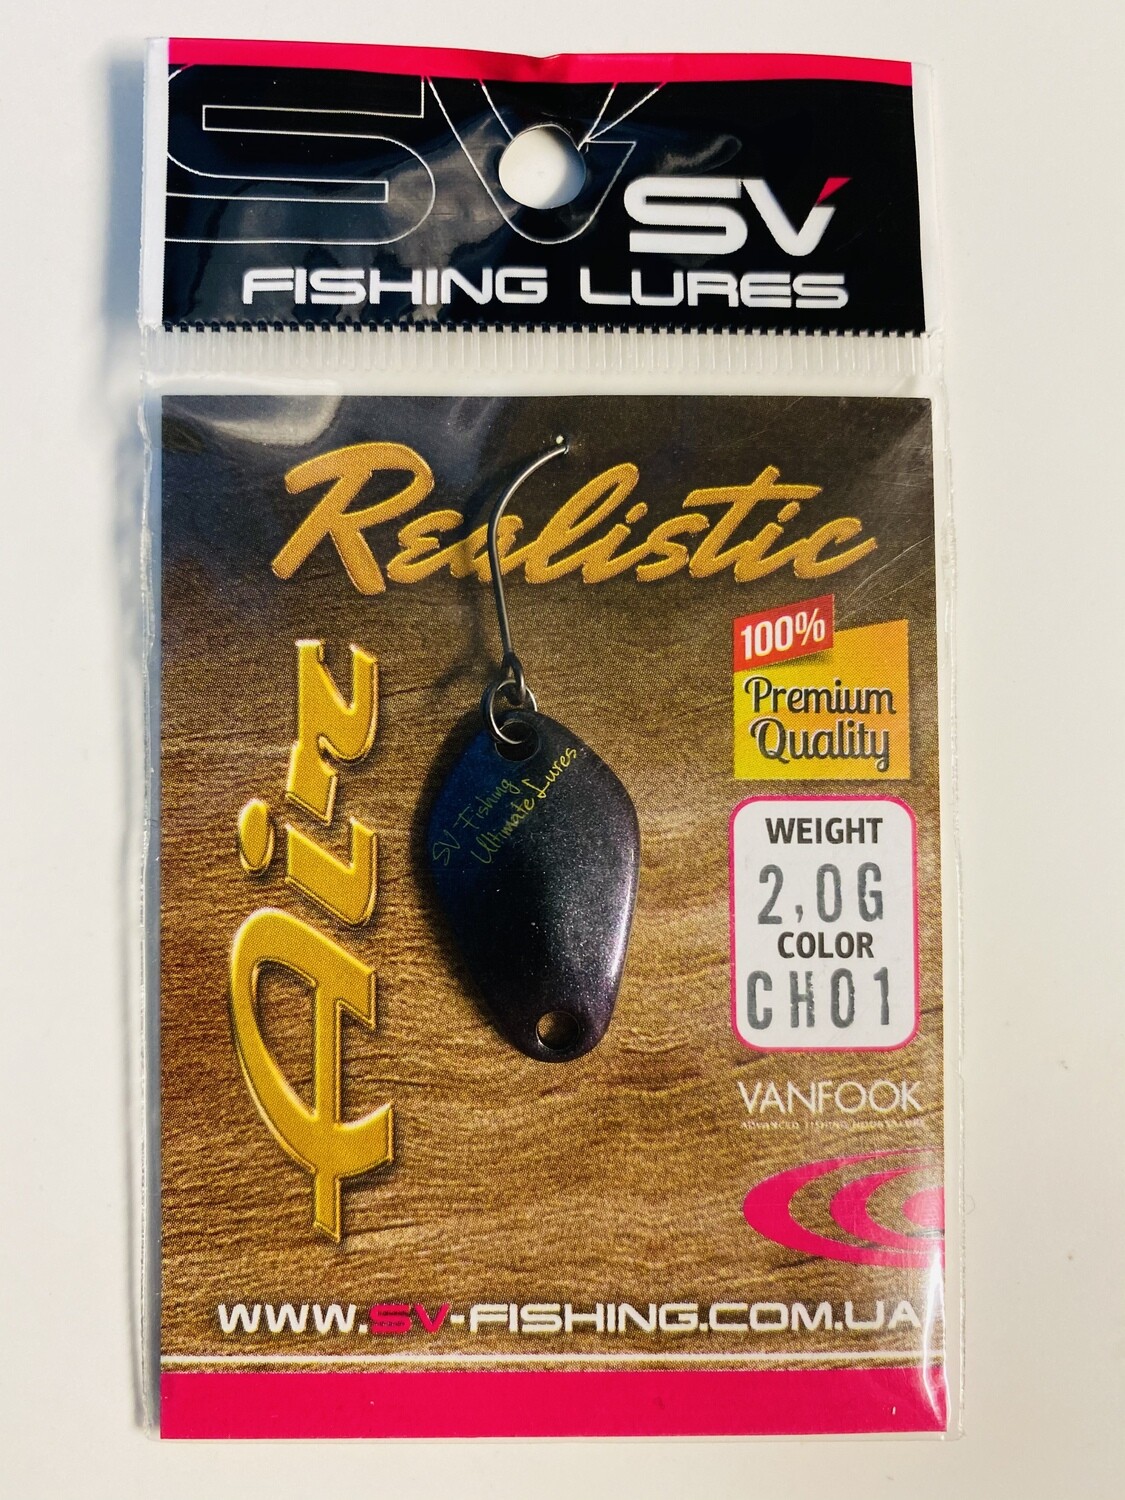 SV
SV
FISHING LURES
Realistic
Air
100%
Premium
Quality
SV Fishing
Ultimate Lures
WEIGHT
2,0G
COLOR
CH01
VANFOOK
WWW.SV-FISHING.COM.UA